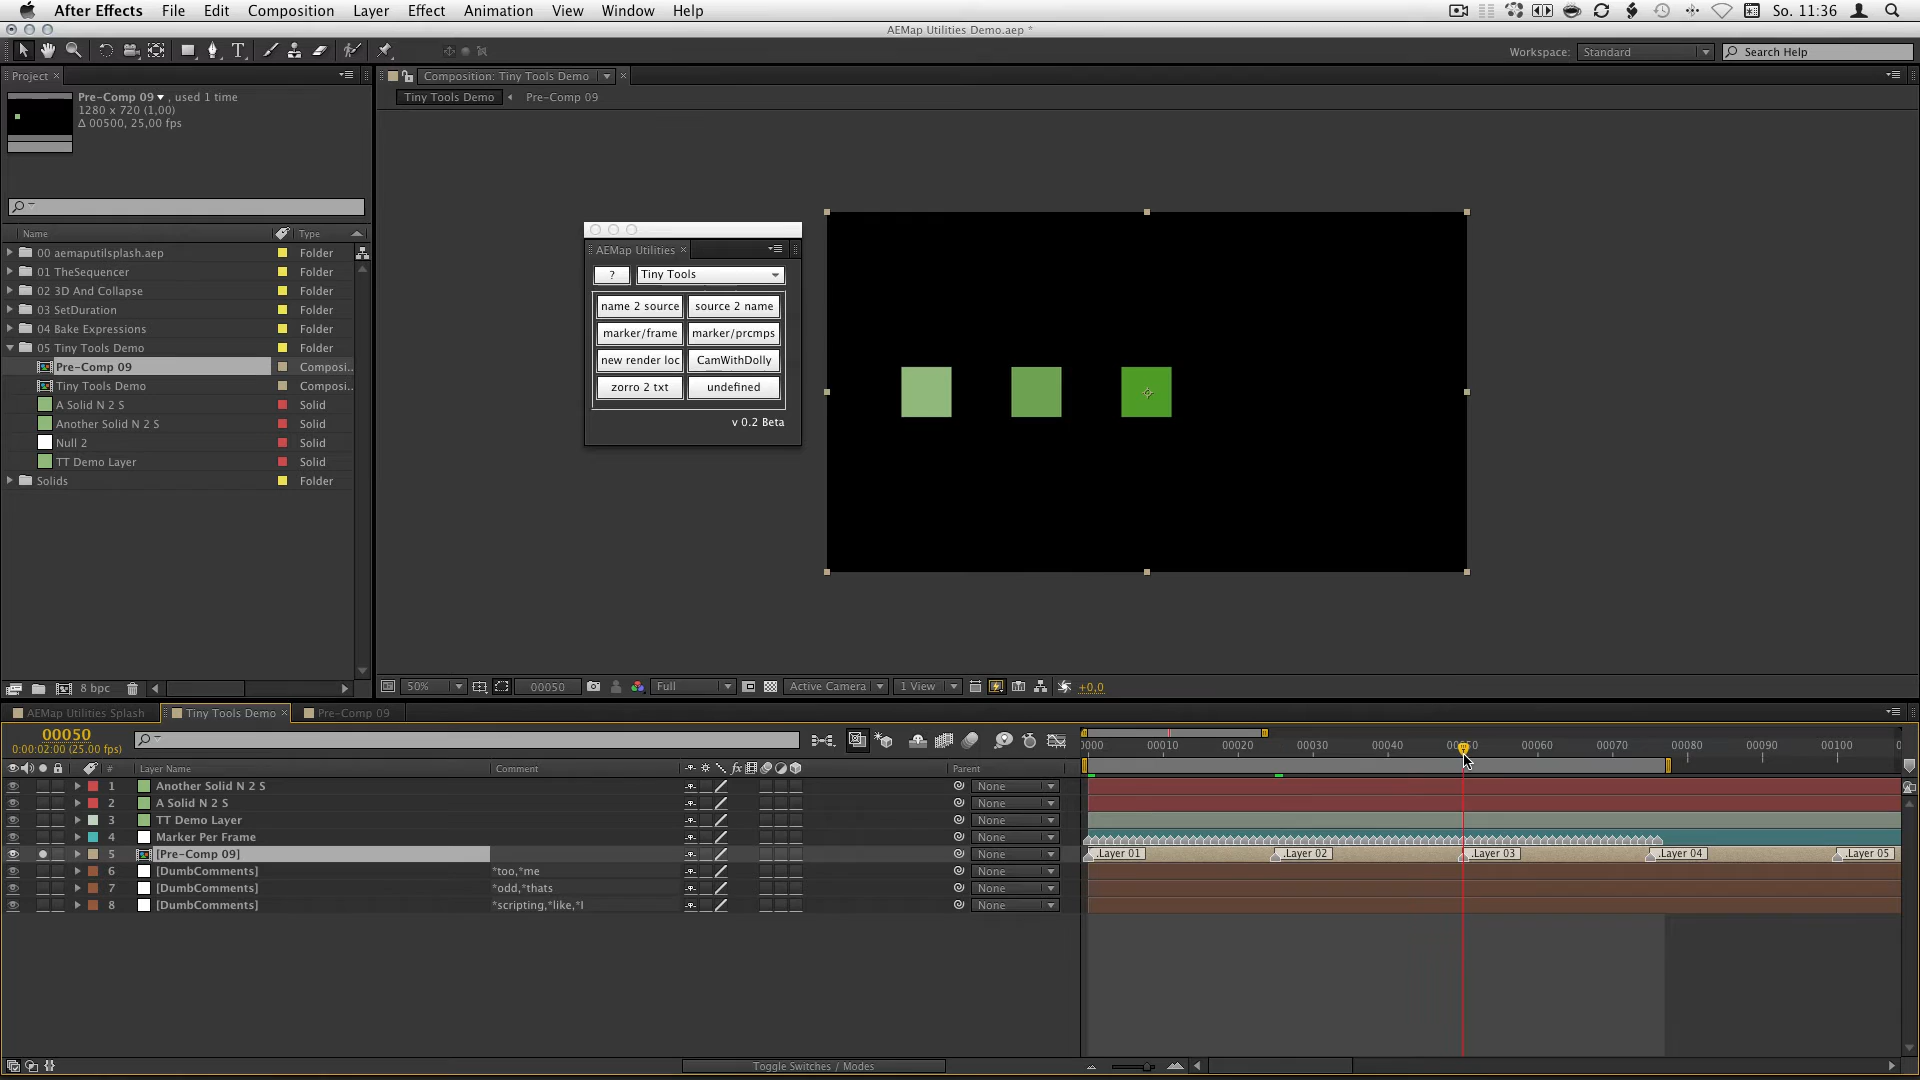 After Effects File Edit Composition Layer Effect Animation View Window Help So. 11:36
AEMap Utilities Demo.aep *
Workspace: Standard Search Help
Project
Pre-Comp 09 , used 1 time
1280 x 720 (1,00)
Δ 00500, 25,00 fps
Name Type
00 aemaputilsplash.aep Folder
01 TheSequencer Folder
02 3D And Collapse Folder
03 SetDuration Folder
04 Bake Expressions Folder
05 Tiny Tools Demo Folder
Pre-Comp 09 Composi..
Tiny Tools Demo Composi..
A Solid N 2 S Solid
Another Solid N 2 S Solid
Null 2 Solid
TT Demo Layer Solid
Solids Folder
8 bpc
Composition: Tiny Tools Demo
Tiny Tools Demo Pre-Comp 09
AEMap Utilities
? Tiny Tools
name 2 source source 2 name
marker/frame marker/prcmps
new render loc CamWithDolly
zorro 2 txt undefined
v 0.2 Beta
50% 00050 Full Active Camera 1 View +0,0
AEMap Utilities Splash Tiny Tools Demo Pre-Comp 09
00050
0:00:02:00 (25.00 fps)
# Layer Name Comment fx Parent
0000 00010 00020 00030 00040 00050 00060 00070 00080 00090 00100
1 Another Solid N 2 S None
2 A Solid N 2 S None
3 TT Demo Layer None
4 Marker Per Frame None
5 [Pre-Comp 09] None .Layer 01 .Layer 02 .Layer 03 .Layer 04 .Layer 05
6 [DumbComments] *too,*me None
7 [DumbComments] *odd,*thats None
8 [DumbComments] *scripting,*like,*I None
Toggle Switches / Modes